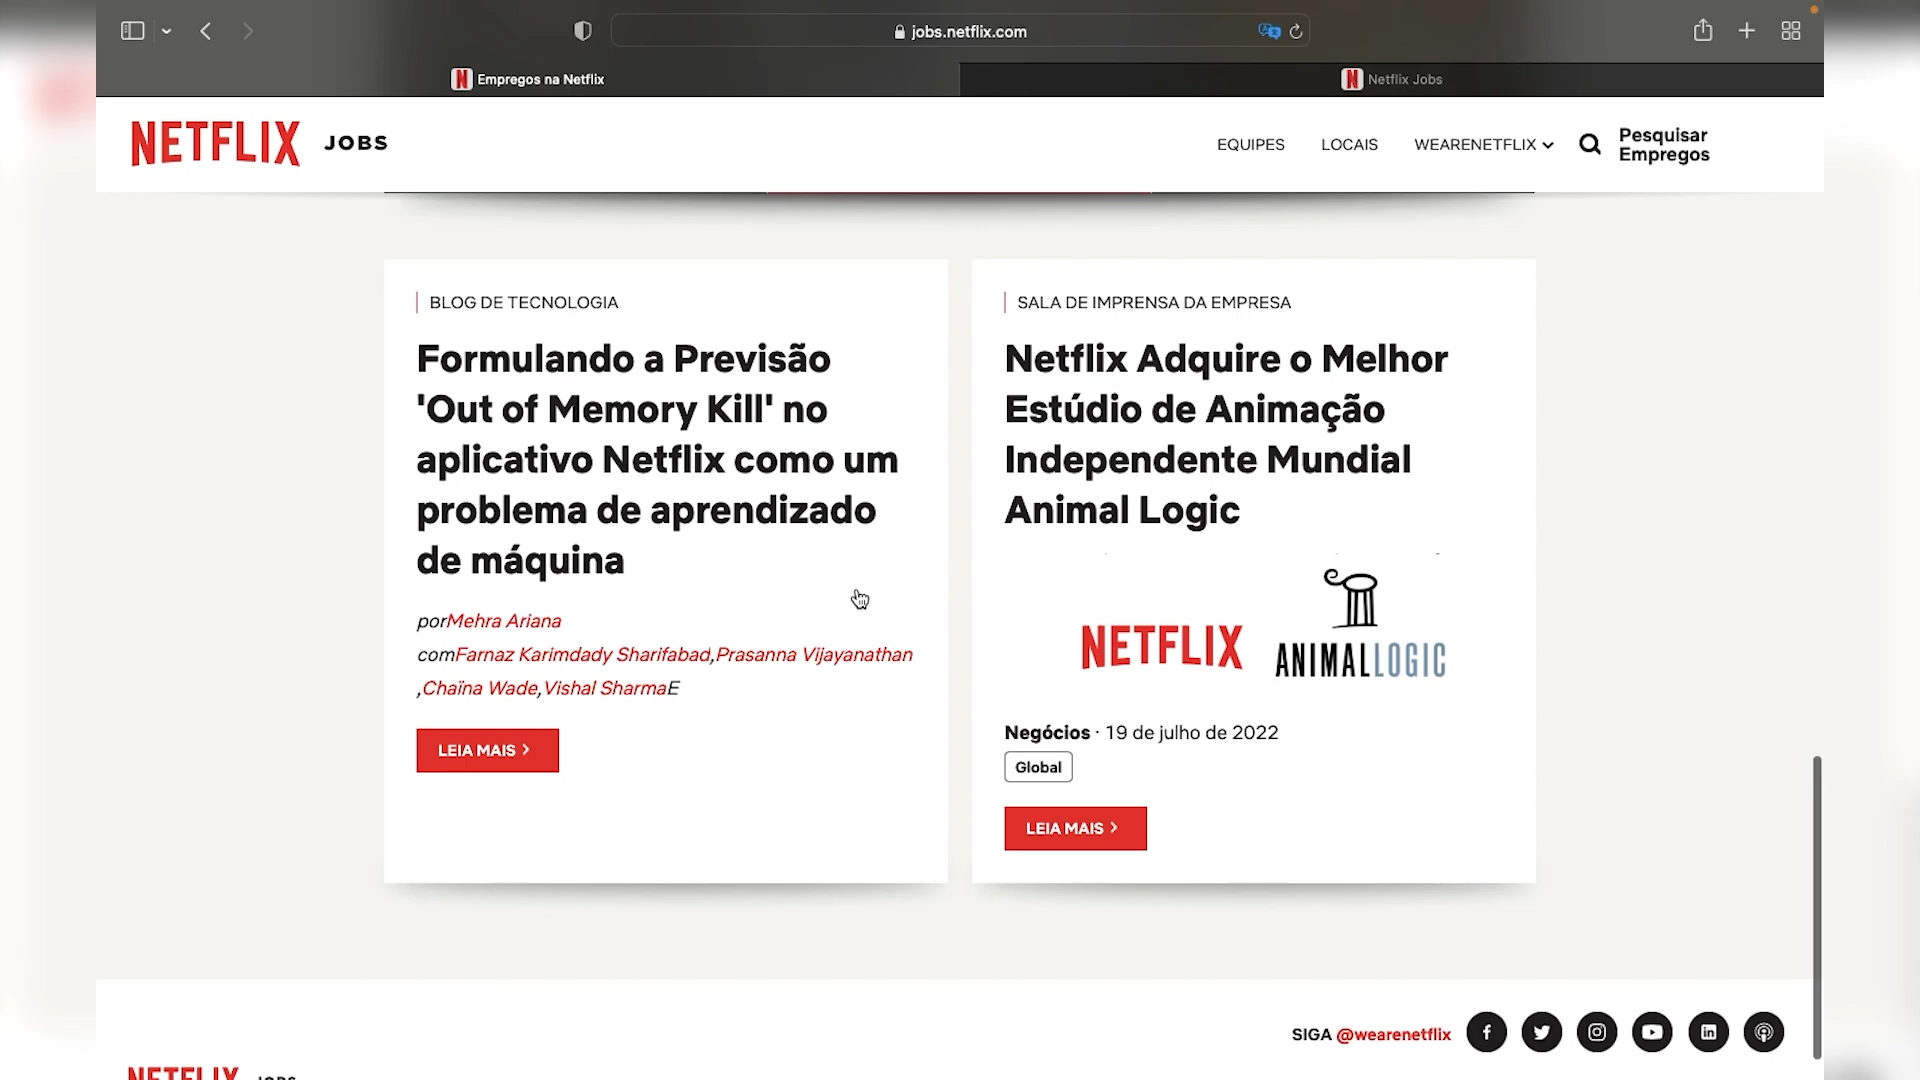 jobs.netflix.com
Empregos na Netflix
Netflix Jobs
NETFLIX JOBS
EQUIPES
LOCAIS
WEARENETFLIX
Pesquisar
Empregos
BLOG DE TECNOLOGIA
Formulando a Previsão
'Out of Memory Kill' no
aplicativo Netflix como um
problema de aprendizado
de máquina
porMehra Ariana
comFarnaz Karimdady Sharifabad,Prasanna Vijayanathan
,Chaïna Wade,Vishal SharmaE
LEIA MAIS
SALA DE IMPRENSA DA EMPRESA
Netflix Adquire o Melhor
Estúdio de Animação
Independente Mundial
Animal Logic
NETFLIX
ANIMALLOGIC
Negócios · 19 de julho de 2022
Global
LEIA MAIS
SIGA @wearenetflix
NETFLIX JOBS